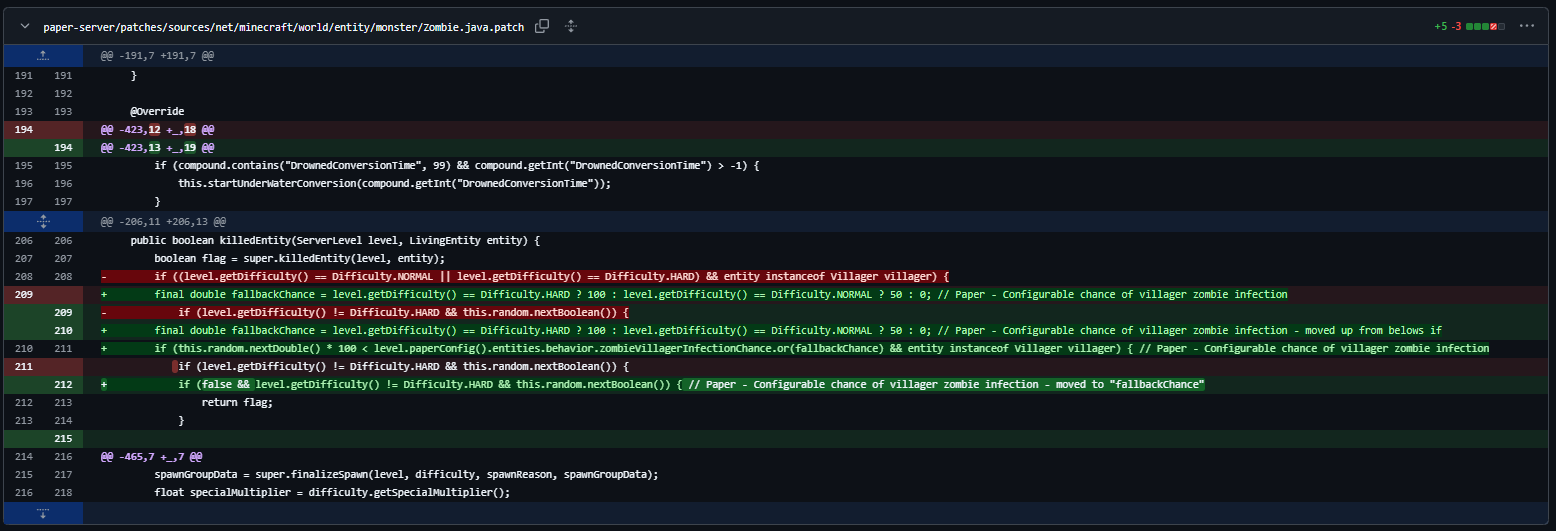 paper-server/patches/sources/net/minecraft/world/entity/monster/Zombie.java.patch +5 -3
@@ -191,7 +191,7 @@
191 191 }
192 192
193 193 @Override
194 @@ -423,12 +_,18 @@
194 @@ -423,13 +_,19 @@
195 195 if (compound.contains("DrownedConversionTime", 99) && compound.getInt("DrownedConversionTime") > -1) {
196 196 this.startUnderWaterConversion(compound.getInt("DrownedConversionTime"));
197 197 }
@@ -206,11 +206,13 @@
206 206 public boolean killedEntity(ServerLevel level, LivingEntity entity) {
207 207 boolean flag = super.killedEntity(level, entity);
208 208 - if ((level.getDifficulty() == Difficulty.NORMAL || level.getDifficulty() == Difficulty.HARD) && entity instanceof Villager villager) {
209 + final double fallbackChance = level.getDifficulty() == Difficulty.HARD ? 100 : level.getDifficulty() == Difficulty.NORMAL ? 50 : 0; // Paper - Configurable chance of villager zombie infection
209 - if (level.getDifficulty() != Difficulty.HARD && this.random.nextBoolean()) {
210 + final double fallbackChance = level.getDifficulty() == Difficulty.HARD ? 100 : level.getDifficulty() == Difficulty.NORMAL ? 50 : 0; // Paper - Configurable chance of villager zombie infection - moved up from belows if
210 211 + if (this.random.nextDouble() * 100 < level.paperConfig().entities.behavior.zombieVillagerInfectionChance.or(fallbackChance) && entity instanceof Villager villager) { // Paper - Configurable chance of villager zombie infection
211 if (level.getDifficulty() != Difficulty.HARD && this.random.nextBoolean()) {
212 + if (false && level.getDifficulty() != Difficulty.HARD && this.random.nextBoolean()) { // Paper - Configurable chance of villager zombie infection - moved to "fallbackChance"
212 213 return flag;
213 214 }
215
214 216 @@ -465,7 +_,7 @@
215 217 spawnGroupData = super.finalizeSpawn(level, difficulty, spawnReason, spawnGroupData);
216 218 float specialMultiplier = difficulty.getSpecialMultiplier();